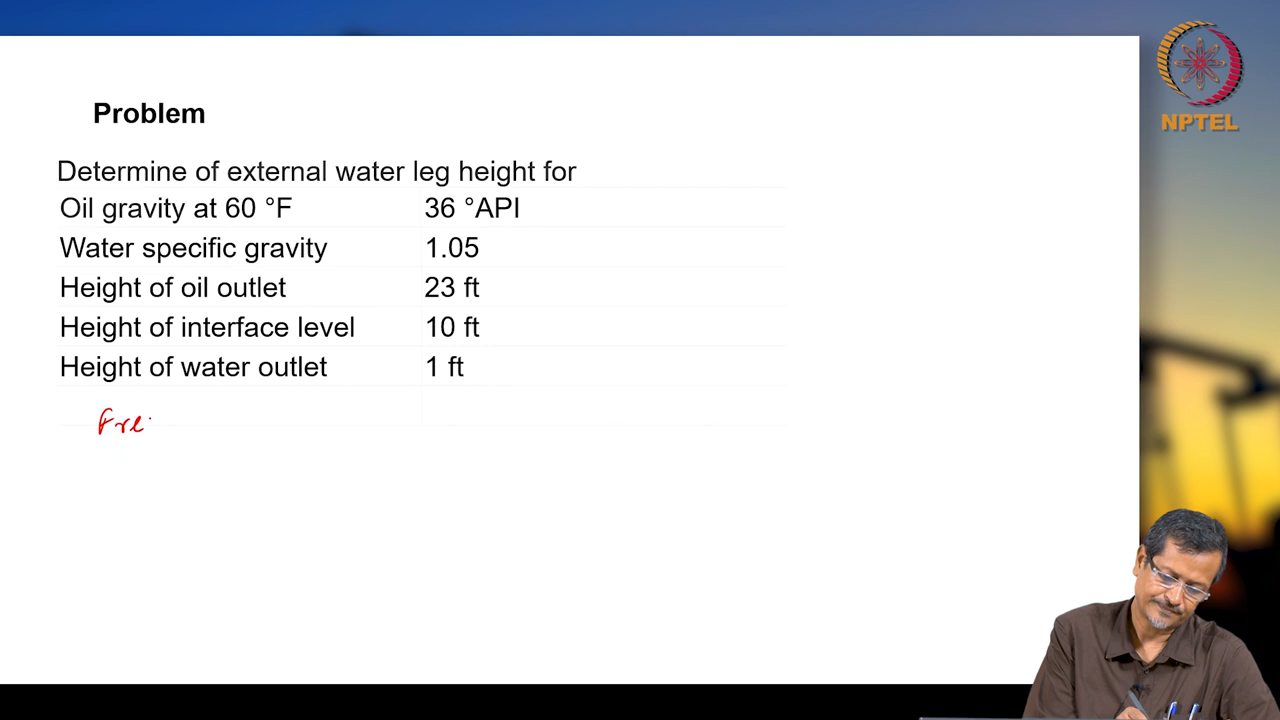 NPTEL
Problem
Determine of external water leg height for
Oil gravity at 60 °F 36 °API
Water specific gravity 1.05
Height of oil outlet 23 ft
Height of interface level 10 ft
Height of water outlet 1 ft
Fre